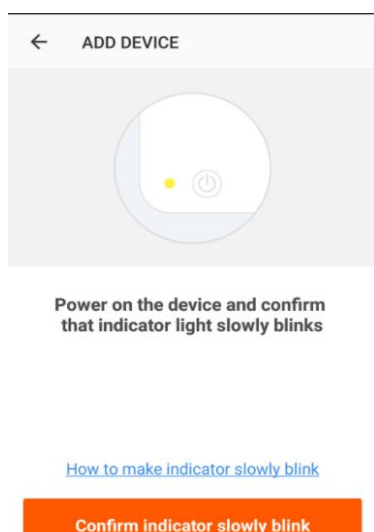 ADD DEVICE
Power on the device and confirm
that indicator light slowly blinks
How to make indicator slowly blink
Confirm indicator slowly blink